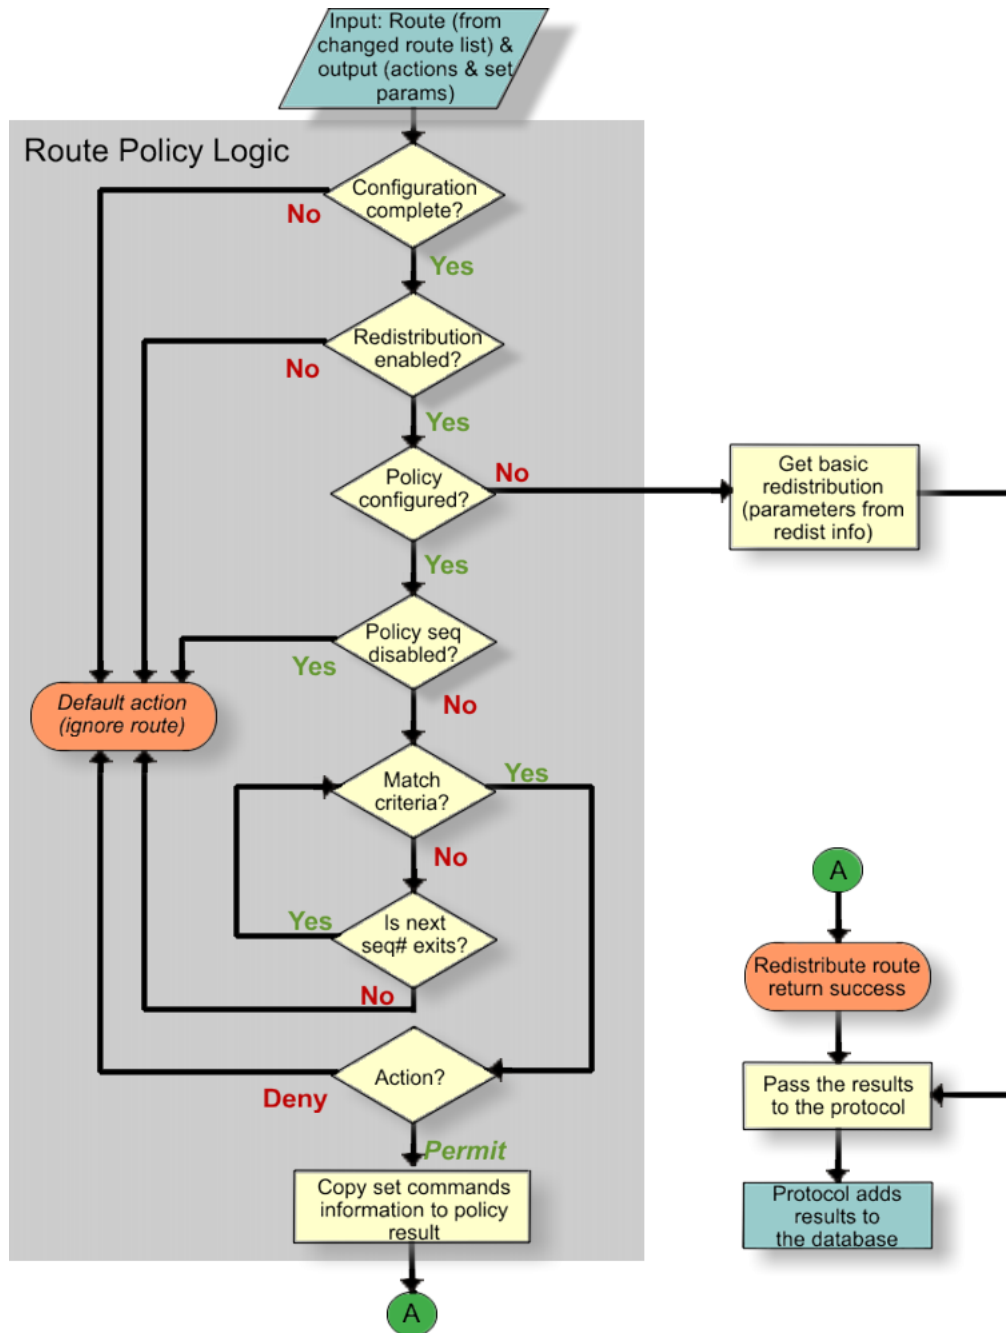 Input: Route (from
changed route list) &
output (actions & set
params)
Route Policy Logic
Configuration
complete?
No
Yes
Redistribution
enabled?
No
Yes
Policy
configured?
No
Get basic
redistribution
(parameters from
redist info)
Yes
Policy seq
disabled?
Yes
No
Default action
(ignore route)
Match
criteria?
Yes
No
Is next
seq# exits?
Yes
No
Action?
Deny
Permit
Copy set commands
information to policy
result
A
A
Redistribute route
return success
Pass the results
to the protocol
Protocol adds
results to
the database